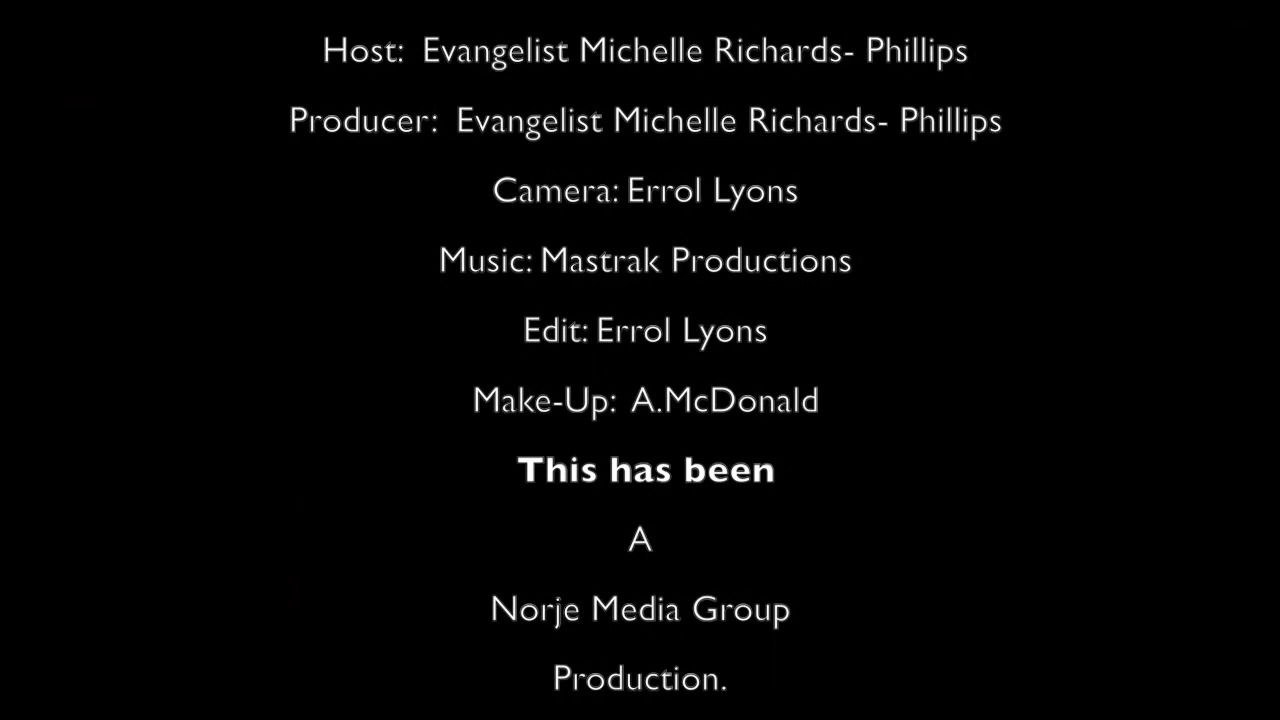 Host:  Evangelist Michelle Richards- Phillips
Producer:  Evangelist Michelle Richards- Phillips
Camera: Errol Lyons
Music: Mastrak Productions
Edit: Errol Lyons
Make-Up:  A.McDonald
This has been
A
Norje Media Group
Production.